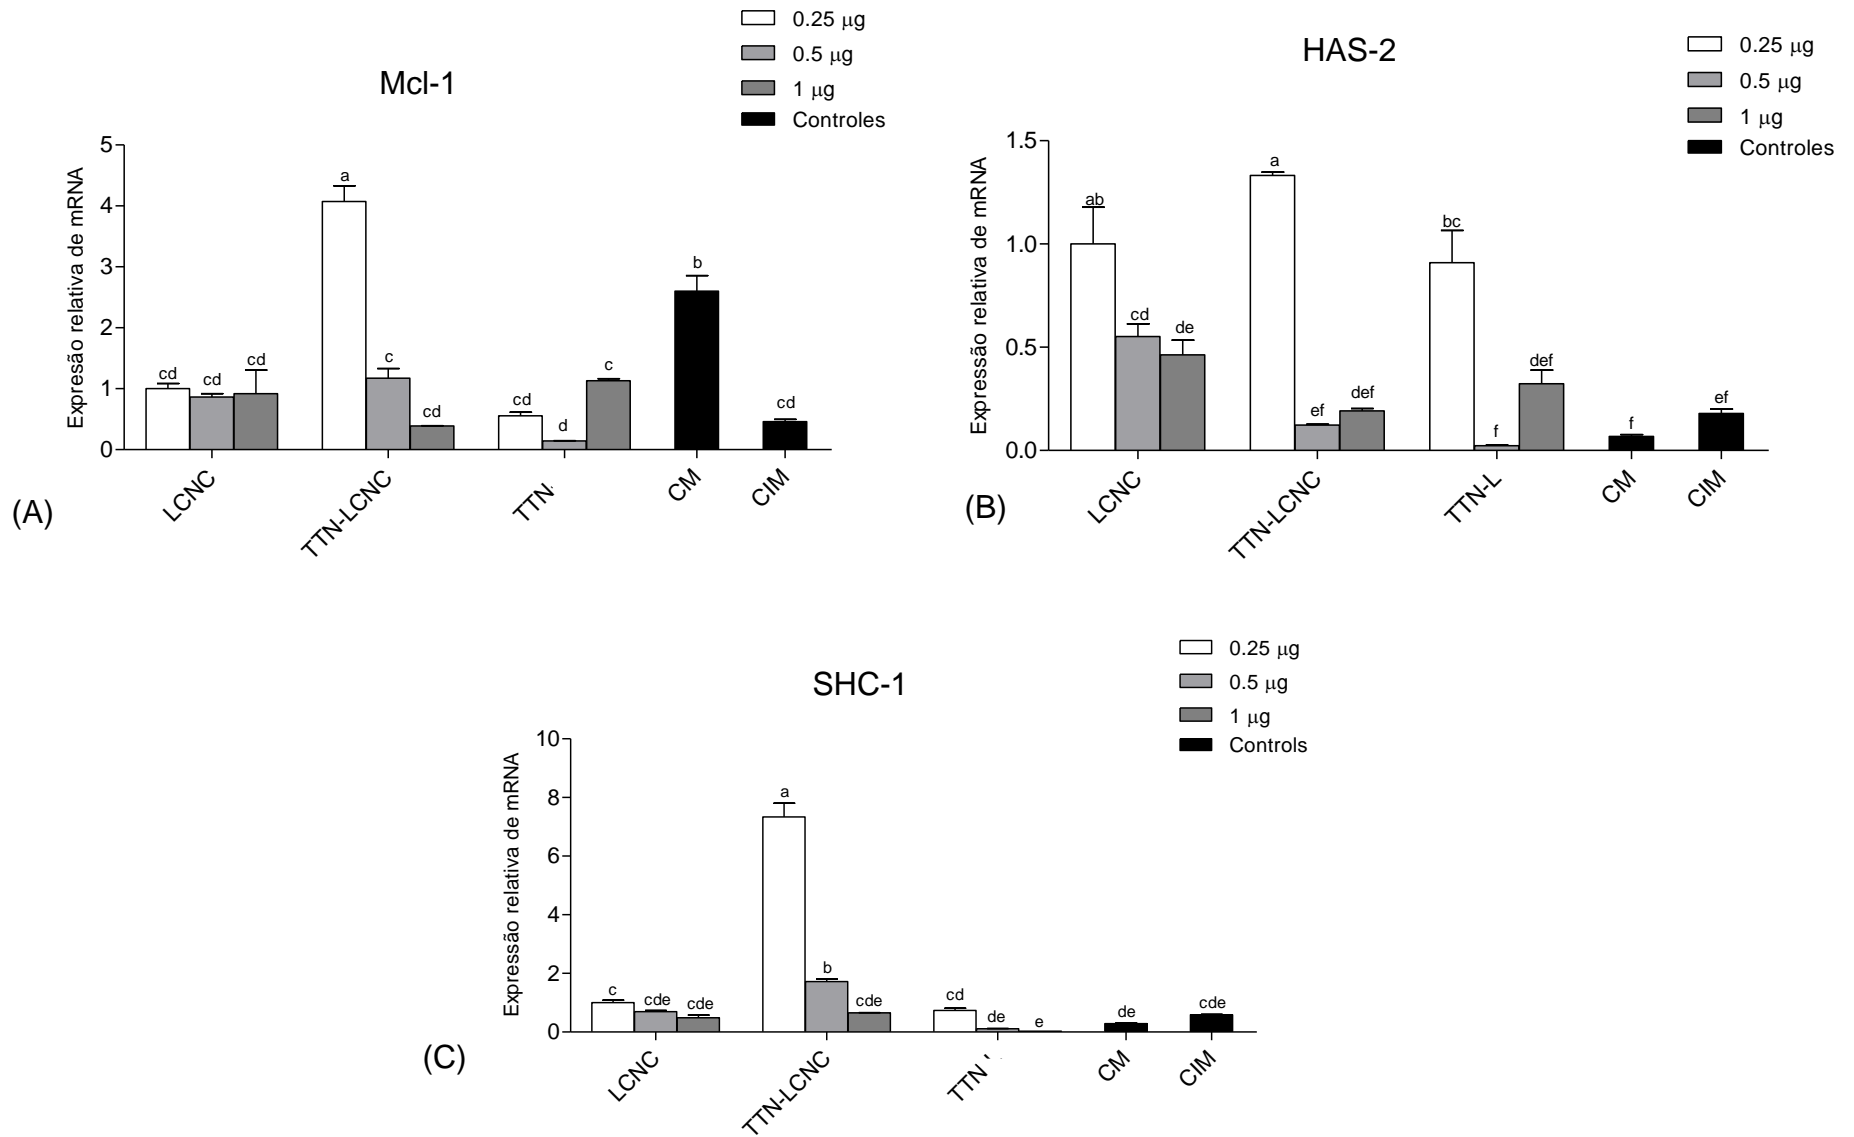 Mcl-1
0.25 µg
0.5 µg
1 µg
Controles
Expressão relativa de mRNA
5
4
3
2
1
0
cd
cd
cd
a
c
cd
cd
d
c
b
cd
LCNC
TTN-LCNC
TTN
CM
CIM
(A)
HAS-2
0.25 µg
0.5 µg
1 µg
Controles
Expressão relativa de mRNA
1.5
1.0
0.5
0.0
ab
cd
de
a
ef
def
bc
f
def
f
ef
LCNC
TTN-LCNC
TTN-L
CM
CIM
(B)
SHC-1
0.25 µg
0.5 µg
1 µg
Controls
Expressão relativa de mRNA
10
8
6
4
2
0
c
cde
cde
a
b
cde
cd
de
e
de
cde
LCNC
TTN-LCNC
TTN
CM
CIM
(C)